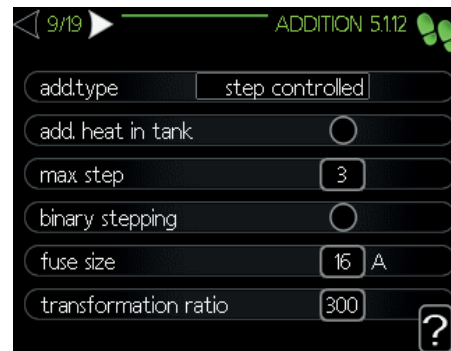 9/19 ADDITION 5.1.12
add.type step controlled
add. heat in tank
max step 3
binary stepping
fuse size 16 A
transformation ratio 300
?